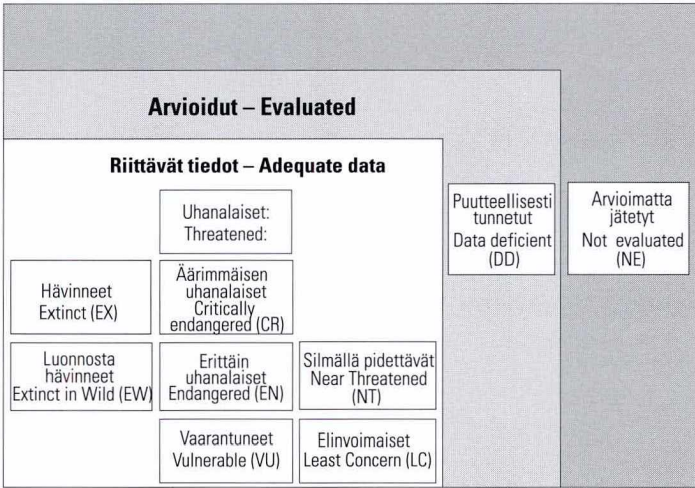 Arvioidut – Evaluated
Riittävät tiedot – Adequate data
Uhanalaiset:
Threatened:
Puutteellisesti
tunnetut
Data deficient
(DD)
Arvioimatta
jätetyt
Not evaluated
(NE)
Hävinneet
Extinct (EX)
Äärimmäisen
uhanalaiset
Critically
endangered (CR)
Luonnosta
hävinneet
Extinct in Wild (EW)
Erittäin
uhanalaiset
Endangered (EN)
Silmällä pidettävät
Near Threatened
(NT)
Vaarantuneet
Vulnerable (VU)
Elinvoimaiset
Least Concern (LC)